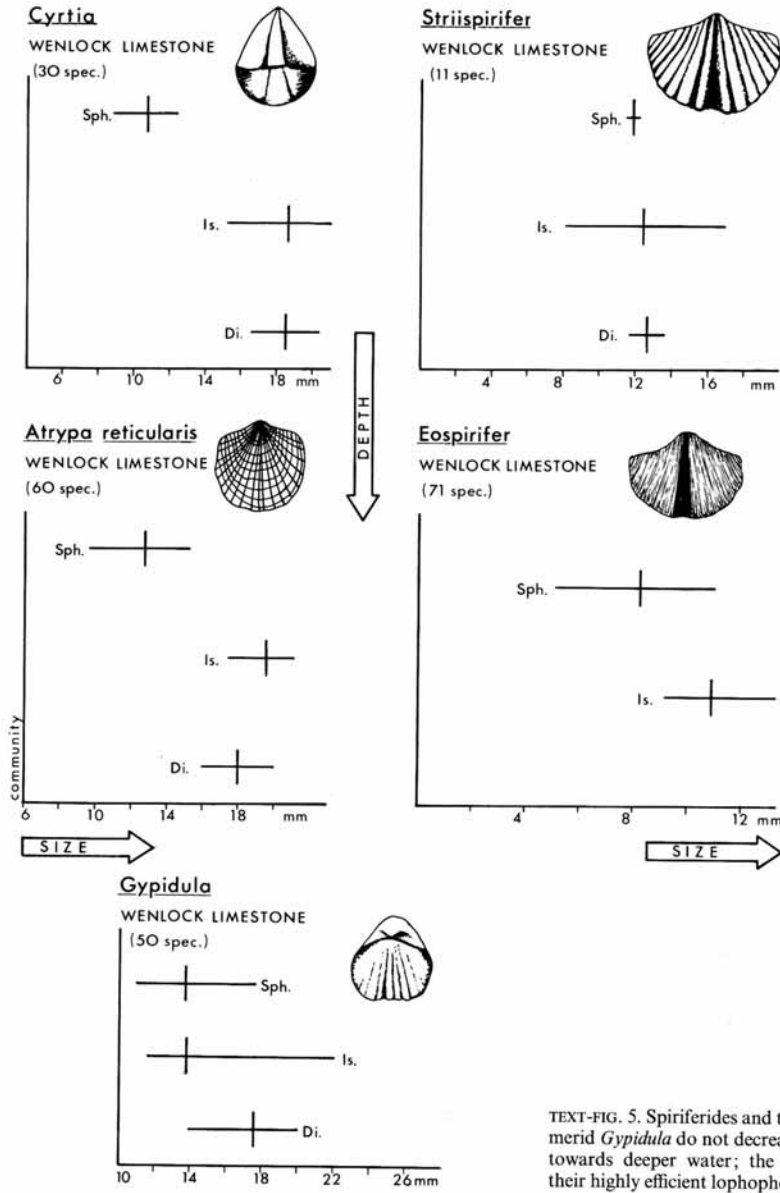 Cyrtia
WENLOCK LIMESTONE
(30 spec.)
Sph.
Is.
Di.
6 10 14 18 mm
Striispirifer
WENLOCK LIMESTONE
(11 spec.)
Sph.
Is.
Di.
4 8 12 16 mm
DEPTH
Atrypa reticularis
WENLOCK LIMESTONE
(60 spec.)
Sph.
Is.
Di.
community
6 10 14 18 mm
SIZE
Eospirifer
WENLOCK LIMESTONE
(71 spec.)
Sph.
Is.
4 8 12 mm
SIZE
Gypidula
WENLOCK LIMESTONE
(50 spec.)
Sph.
Is.
Di.
10 14 18 22 26mm
TEXT-FIG. 5. Spiriferides and t
merid Gypidula do not decrea
towards deeper water; the
their highly efficient lophoph